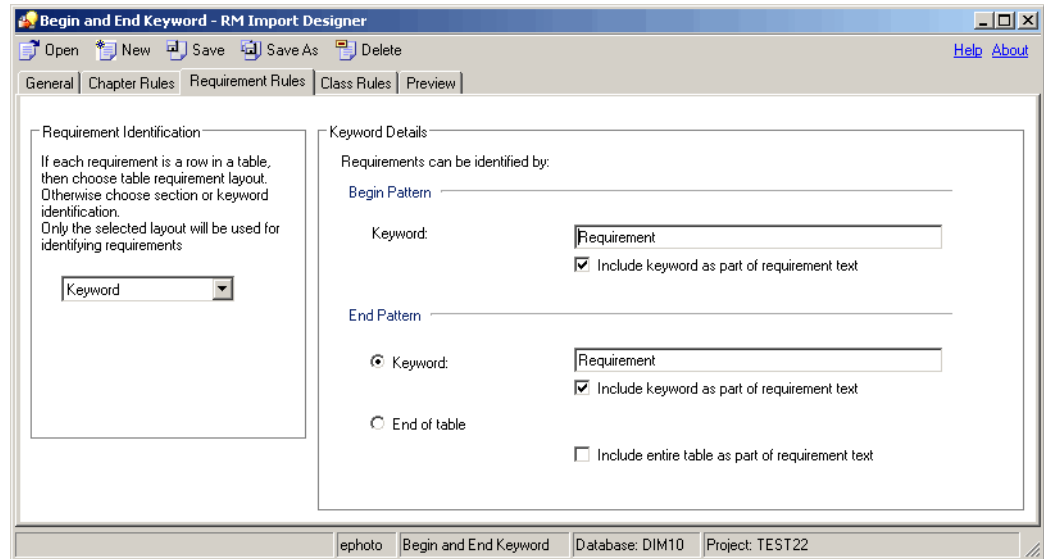 Begin and End Keyword - RM Import Designer
Open New Save Save As Delete Help About
General Chapter Rules Requirement Rules Class Rules Preview
Requirement Identification
If each requirement is a row in a table,
then choose table requirement layout.
Otherwise choose section or keyword
identification.
Only the selected layout will be used for
identifying requirements
Keyword
Keyword Details
Requirements can be identified by:
Begin Pattern
Keyword: Requirement
Include keyword as part of requirement text
End Pattern
Keyword: Requirement
Include keyword as part of requirement text
End of table
Include entire table as part of requirement text
ephoto Begin and End Keyword Database: DIM10 Project: TEST22